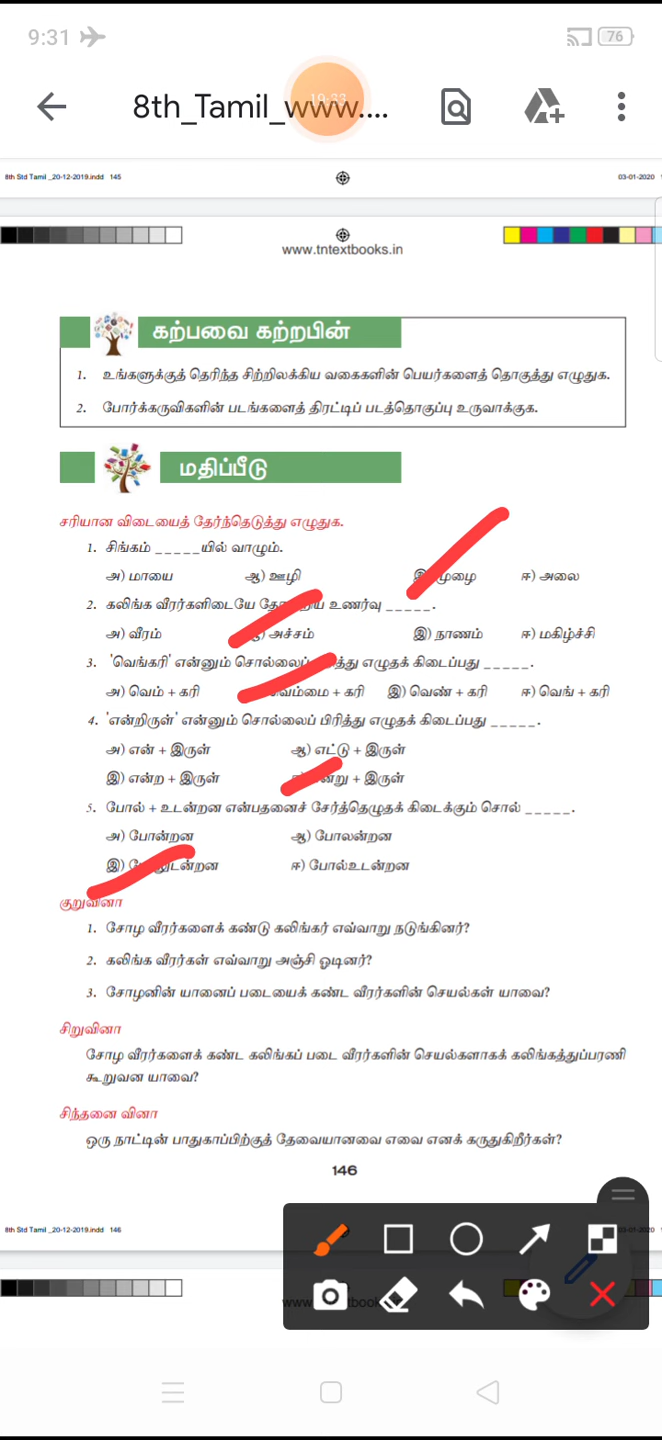 9:31
76
8th_Tamil_www....
8th Std Tamil _20-12-2019.indd 145
03-01-2020
www.tntextbooks.in
கற்பவை கற்றபின்
1. உங்களுக்குத் தெரிந்த சிற்றிலக்கிய வகைகளின் பெயர்களைத் தொகுத்து எழுதுக.
2. போர்க்கருவிகளின் படங்களைத் திரட்டிப் படத்தொகுப்பு உருவாக்குக.
மதிப்பீடு
சரியான விடையைத் தேர்ந்தெடுத்து எழுதுக.
1. சிங்கம் _____யில் வாழும்.
அ) மாயை ஆ) ஊழி முழை ஈ) அலை
2. கலிங்க வீரர்களிடையே உணர்வு _____.
அ) வீரம் அச்சம் இ) நாணம் ஈ) மகிழ்ச்சி
3. 'வெங்கரி' என்னும் சொல்லைப் எழுதக் கிடைப்பது _____.
அ) வெம் + கரி வெம்மை + கரி இ) வெண் + கரி ஈ) வெங் + கரி
4. 'என்றிருள்' என்னும் சொல்லைப் பிரித்து எழுதக் கிடைப்பது _____.
அ) என் + இருள் ஆ) எட்டு + இருள்
இ) என்ற + இருள் + இருள்
5. போல் + உடன்றன என்பதனைச் சேர்த்தெழுதக் கிடைக்கும் சொல் _____.
அ) போன்றன ஆ) போலன்றன
இ) ஈ) போல்உடன்றன
குறுவினா
1. சோழ வீரர்களைக் கண்டு கலிங்கர் எவ்வாறு நடுங்கினர்?
2. கலிங்க வீரர்கள் எவ்வாறு அஞ்சி ஓடினர்?
3. சோழனின் யானைப் படையைக் கண்ட வீரர்களின் செயல்கள் யாவை?
சிறுவினா
சோழ வீரர்களைக் கண்ட கலிங்கப் படை வீரர்களின் செயல்களாகக் கலிங்கத்துப்பரணி
கூறுவன யாவை?
சிந்தனை வினா
ஒரு நாட்டின் பாதுகாப்பிற்குத் தேவையானவை எவை எனக் கருதுகிறீர்கள்?
146
8th Std Tamil _20-12-2019.indd 146